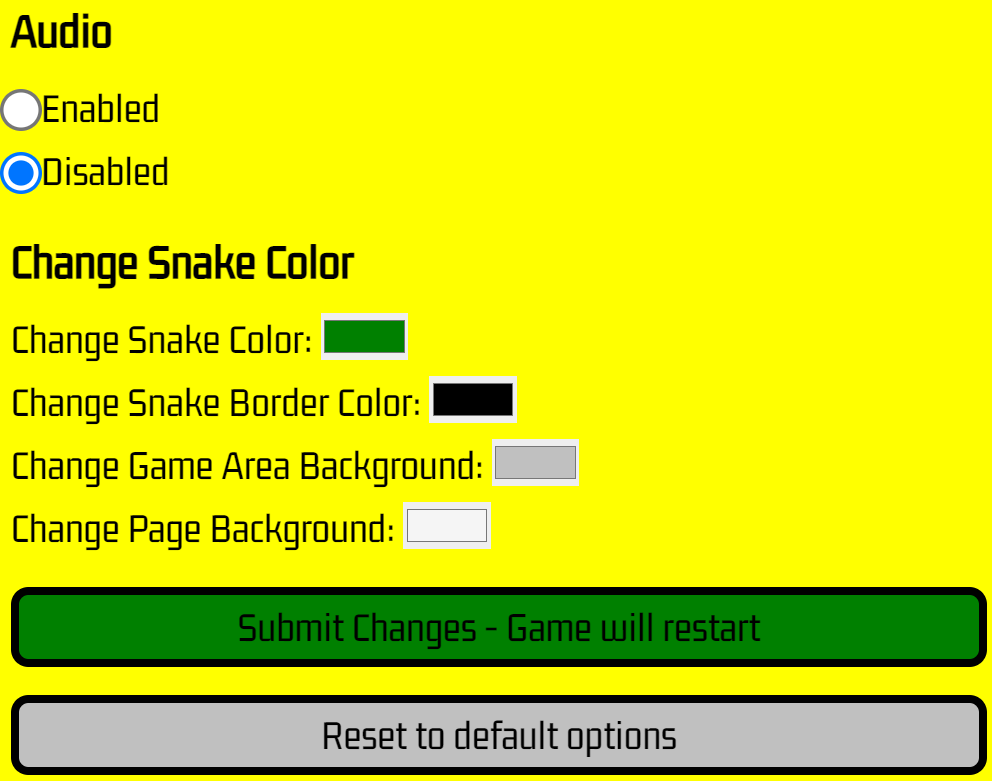 Audio
Enabled
Disabled
Change Snake Color
Change Snake Color:
Change Snake Border Color:
Change Game Area Background:
Change Page Background:
Submit Changes - Game will restart
Reset to default options